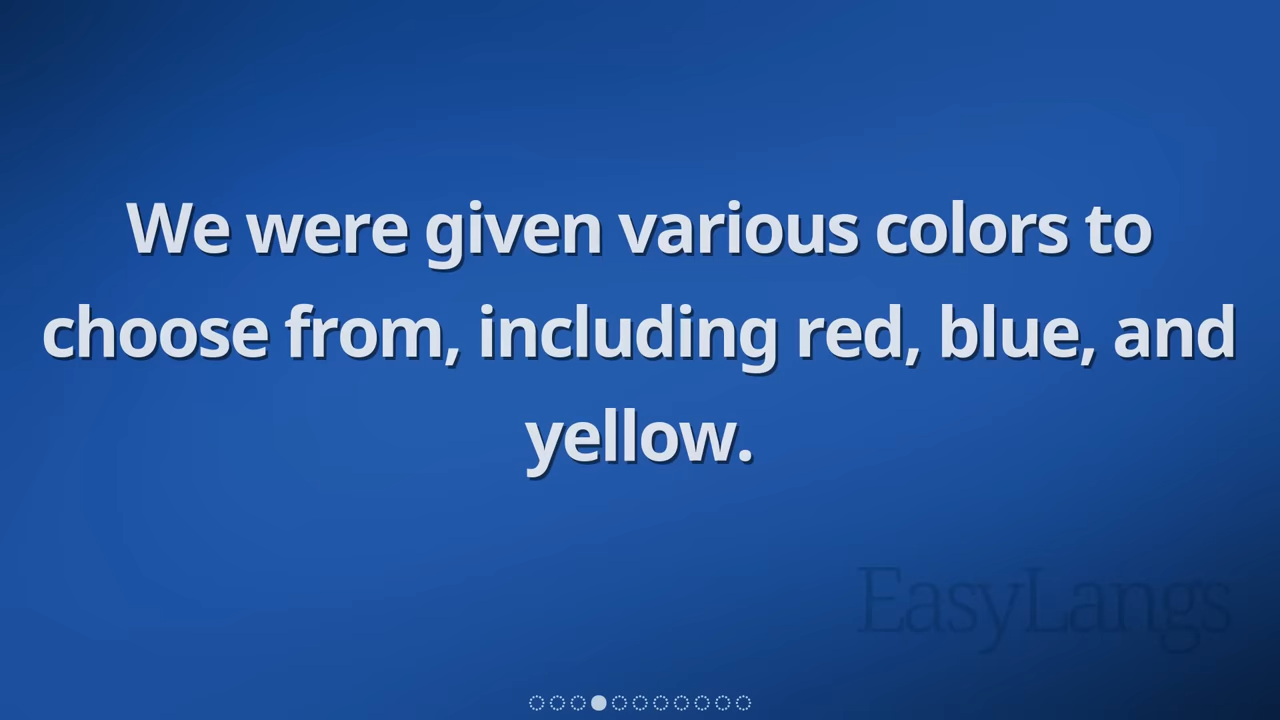 We were given various colors to
choose from, including red, blue, and
yellow.
EasyLangs